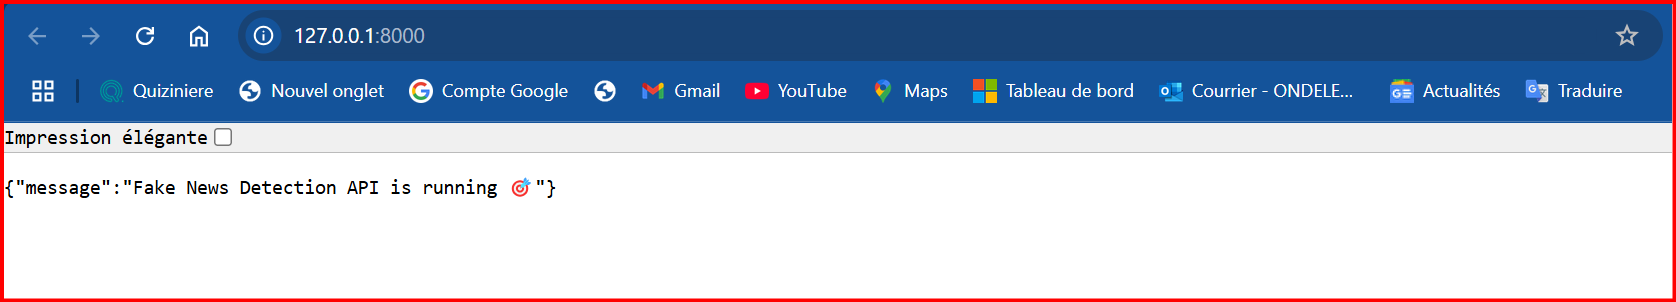 127.0.0.1:8000
Quiziniere Nouvel onglet Compte Google Gmail YouTube Maps Tableau de bord Courrier - ONDELE... Actualités Traduire
Impression élégante
{"message":"Fake News Detection API is running 🎯"}